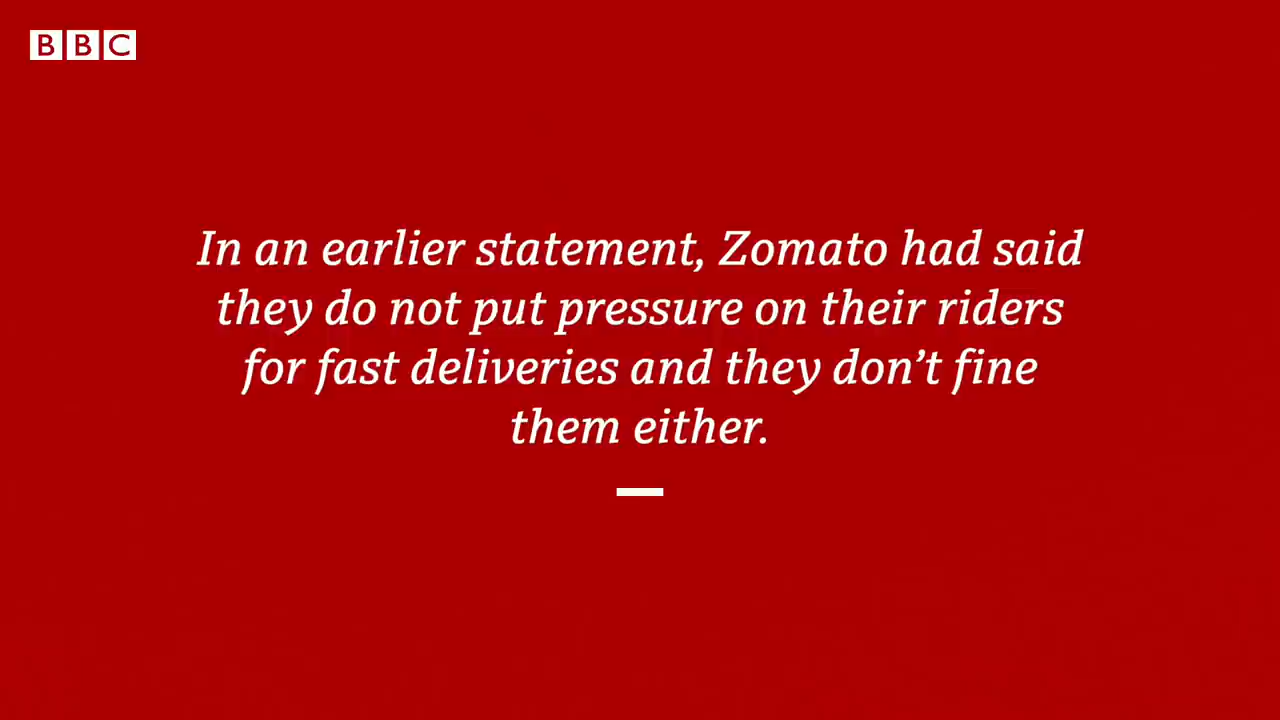 BBC
In an earlier statement, Zomato had said
they do not put pressure on their riders
for fast deliveries and they don’t fine
them either.